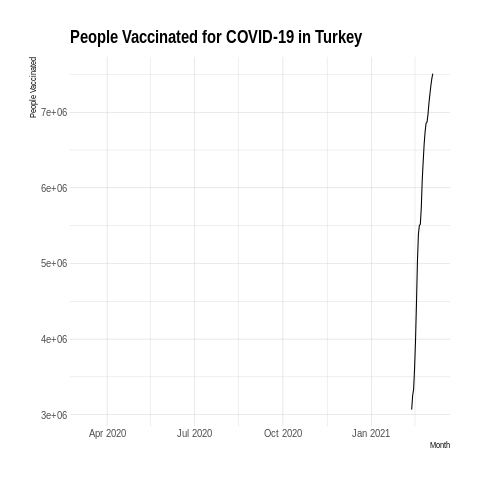 People Vaccinated for COVID-19 in Turkey
People Vaccinated
7e+06
6e+06
5e+06
4e+06
3e+06
Apr 2020 Jul 2020 Oct 2020 Jan 2021
Month